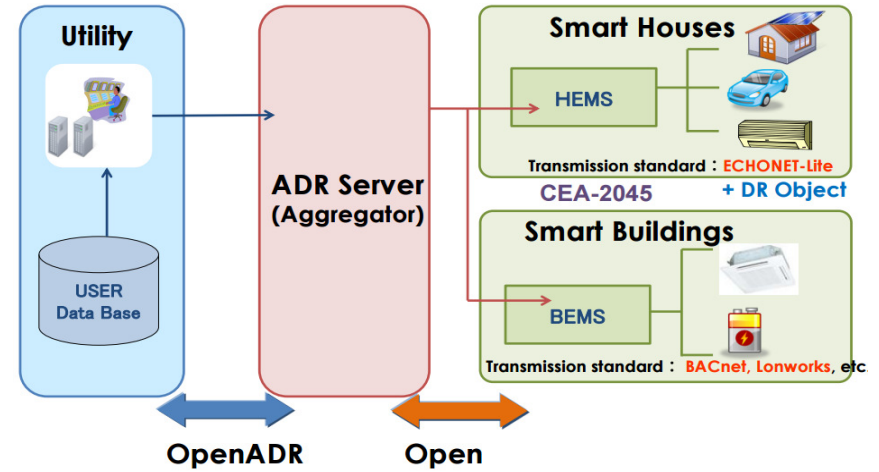 Utility
USER
Data Base
ADR Server
(Aggregator)
Smart Houses
HEMS
Transmission standard : ECHONET-Lite
CEA-2045
+ DR Object
Smart Buildings
BEMS
Transmission standard : BACnet, Lonworks, etc.
OpenADR
Open